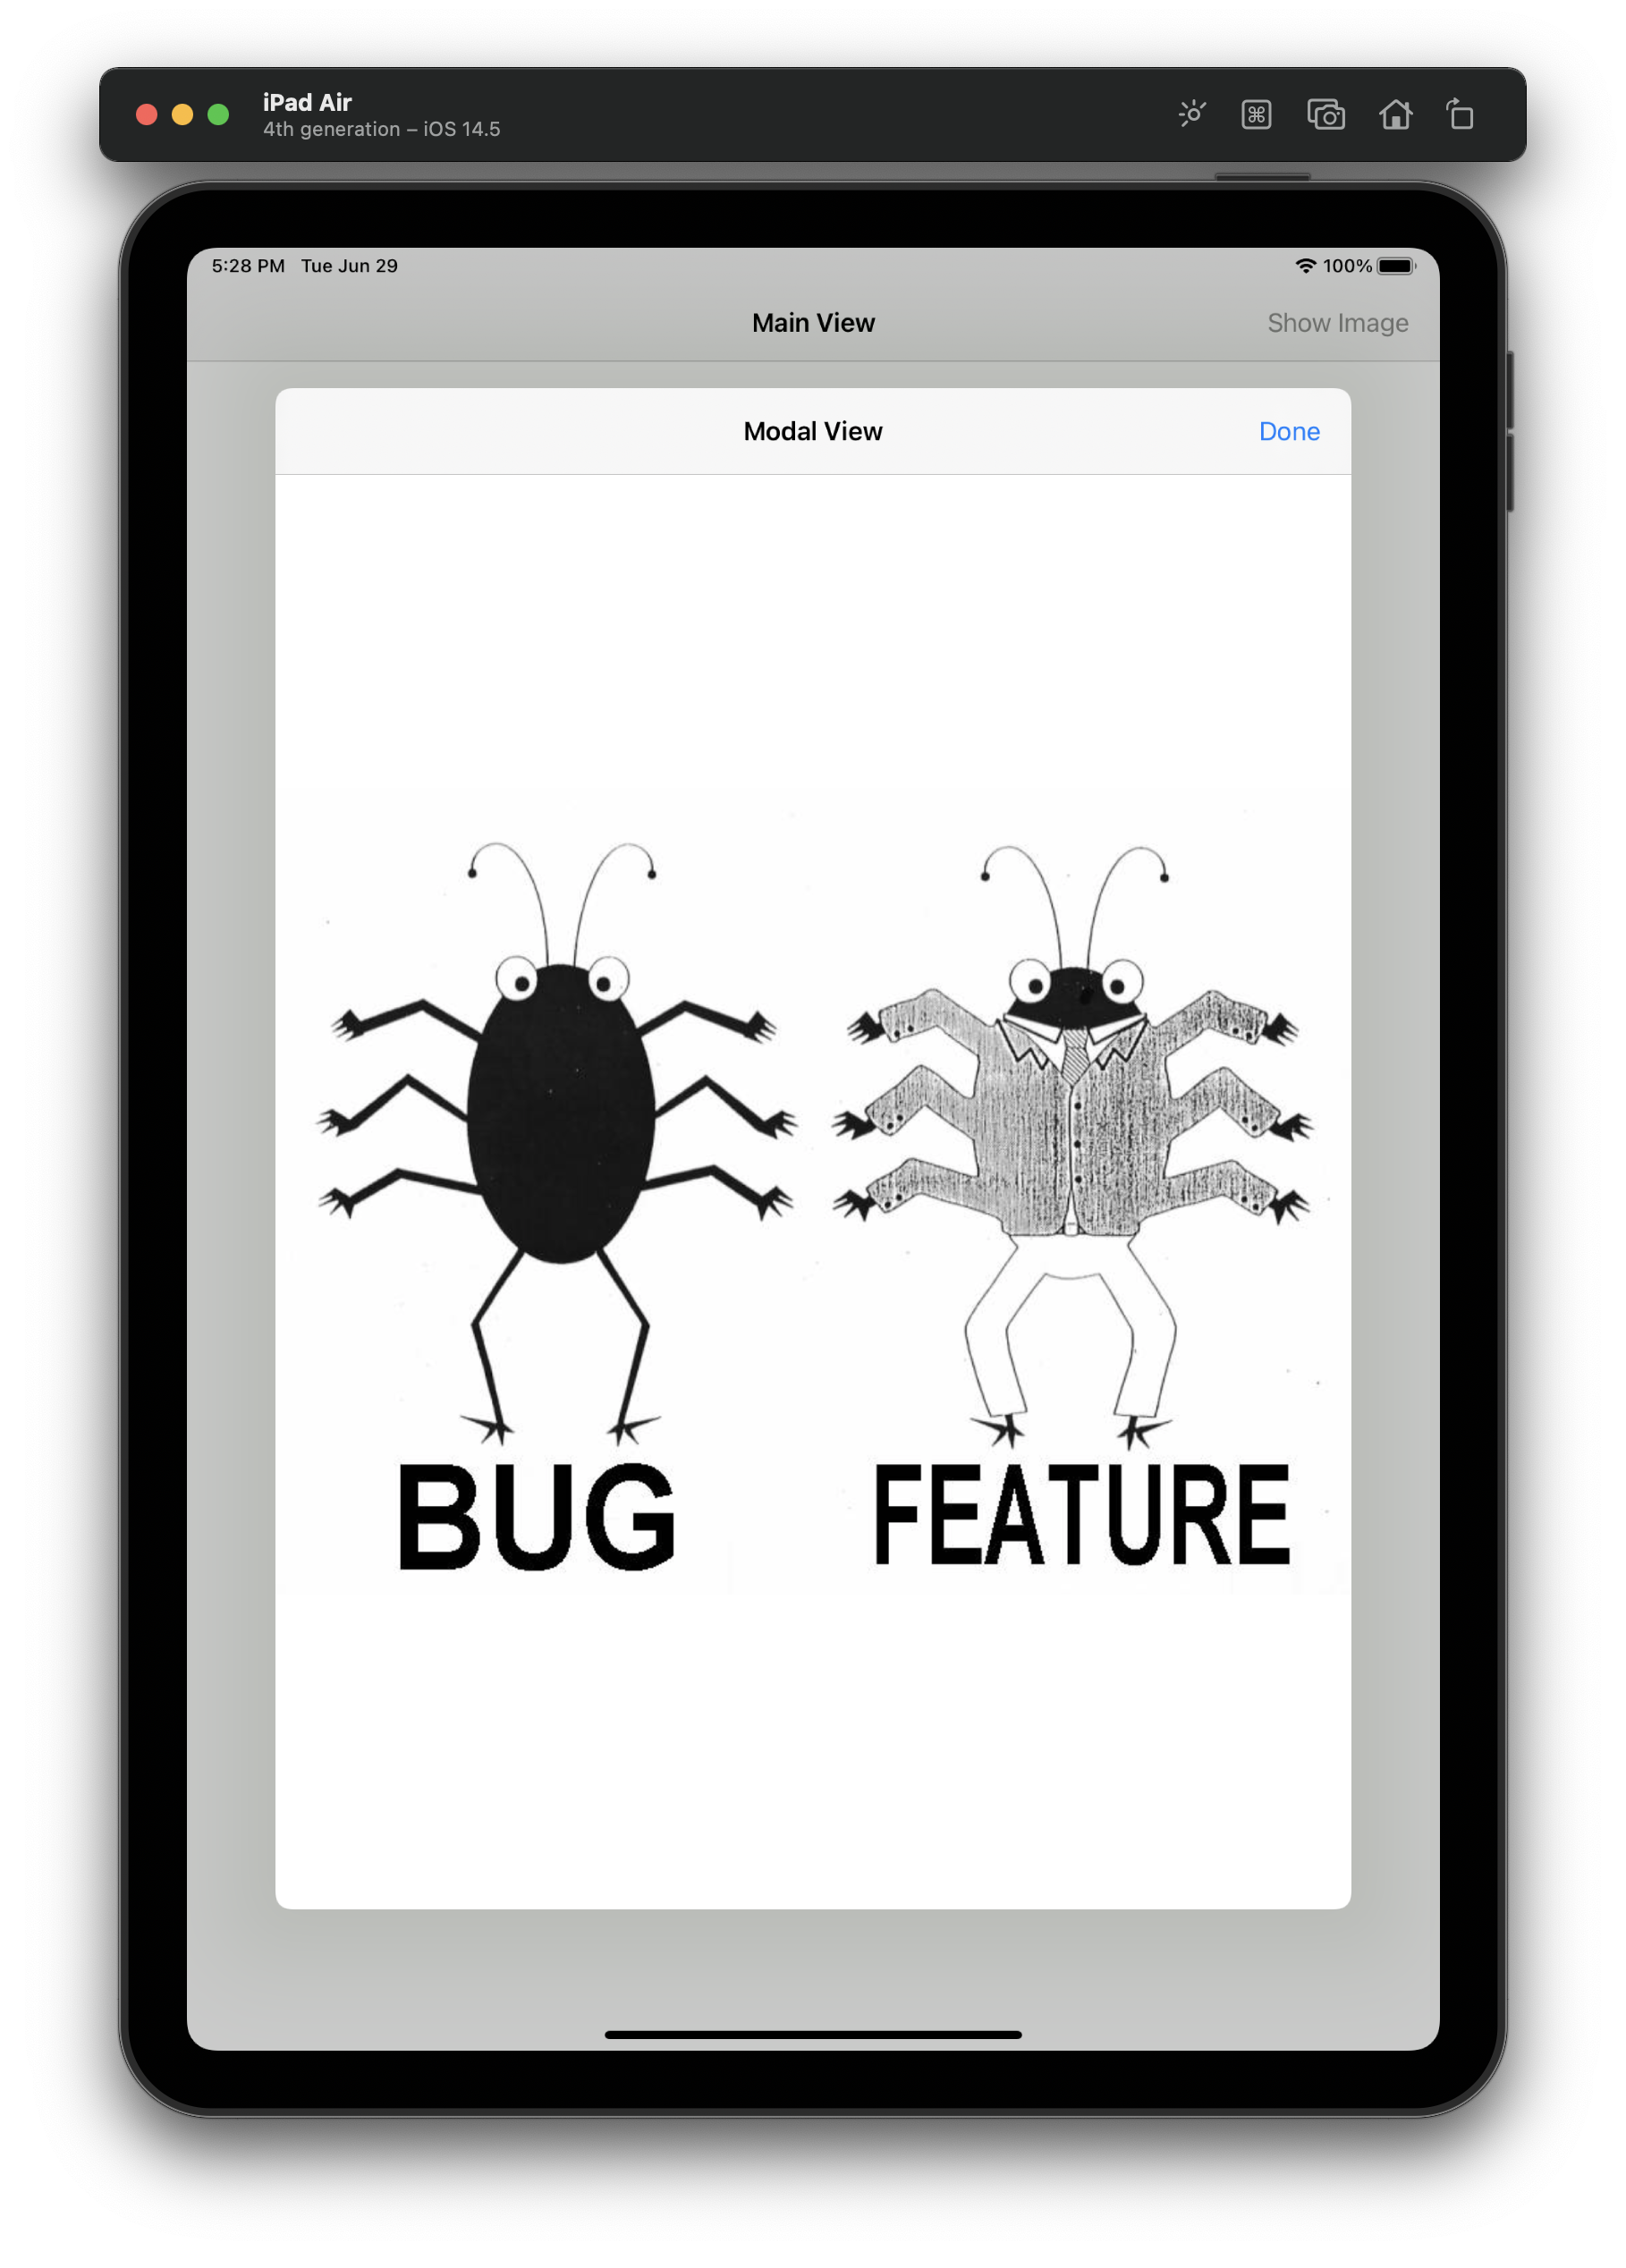 iPad Air
4th generation – iOS 14.5
5:28 PM Tue Jun 29
100%
Main View
Show Image
Modal View
Done
BUG
FEATURE